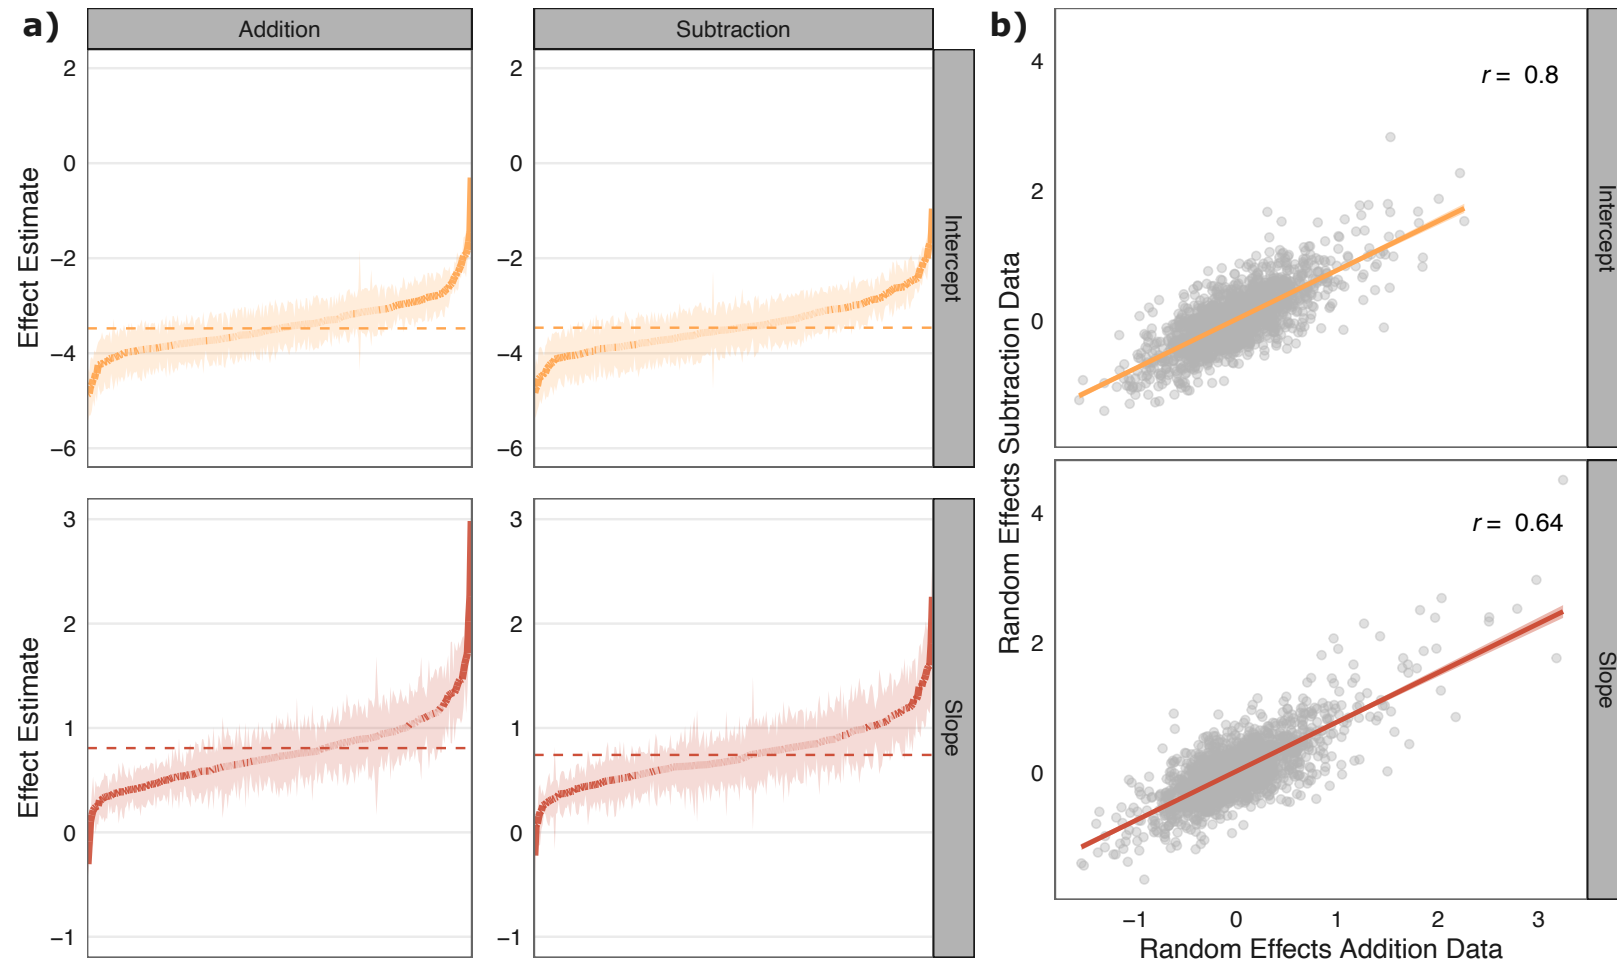 a)
Addition
Subtraction
b)
2
0
−2
−4
−6
Effect Estimate
2
0
−2
−4
−6
Intercept
3
2
1
0
−1
Effect Estimate
3
2
1
0
−1
Slope
4
2
0
r = 0.8
Intercept
Random Effects Subtraction Data
4
2
0
r = 0.64
Slope
−1 0 1 2 3
Random Effects Addition Data